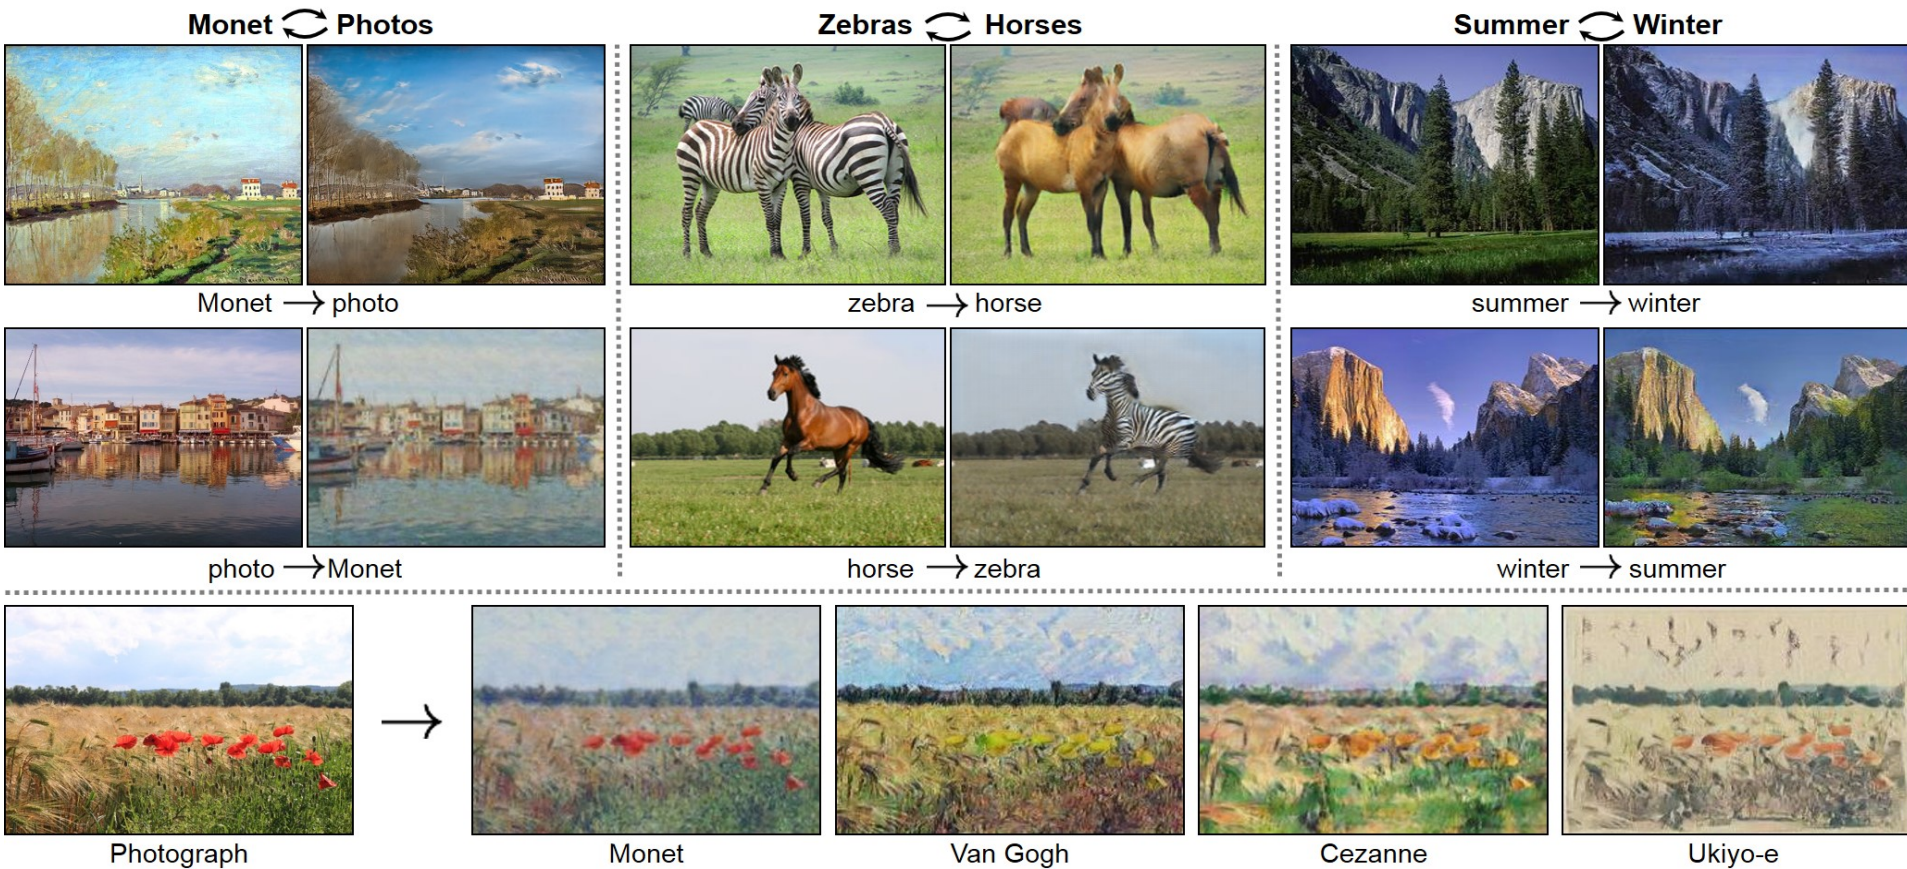 Monet ⇄ Photos
Zebras ⇄ Horses
Summer ⇄ Winter
Monet → photo
zebra → horse
summer → winter
photo → Monet
horse → zebra
winter → summer
Photograph
Monet
Van Gogh
Cezanne
Ukiyo-e